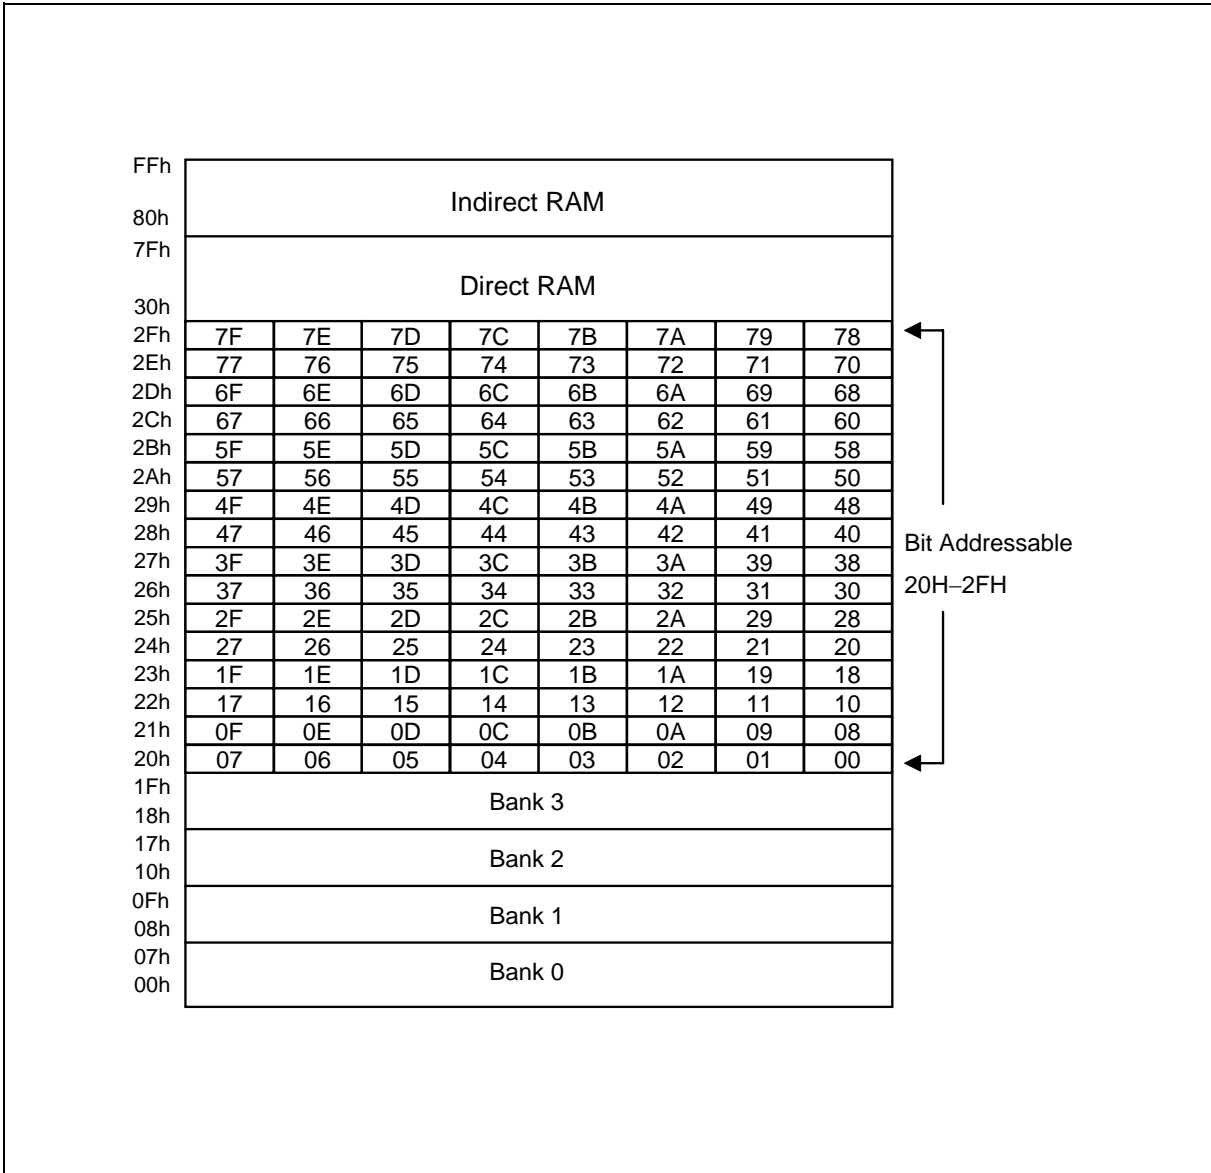 FFh
Indirect RAM
80h
7Fh
Direct RAM
30h
2Fh 7F 7E 7D 7C 7B 7A 79 78
2Eh 77 76 75 74 73 72 71 70
2Dh 6F 6E 6D 6C 6B 6A 69 68
2Ch 67 66 65 64 63 62 61 60
2Bh 5F 5E 5D 5C 5B 5A 59 58
2Ah 57 56 55 54 53 52 51 50
29h 4F 4E 4D 4C 4B 4A 49 48
28h 47 46 45 44 43 42 41 40
27h 3F 3E 3D 3C 3B 3A 39 38
26h 37 36 35 34 33 32 31 30
25h 2F 2E 2D 2C 2B 2A 29 28
24h 27 26 25 24 23 22 21 20
23h 1F 1E 1D 1C 1B 1A 19 18
22h 17 16 15 14 13 12 11 10
21h 0F 0E 0D 0C 0B 0A 09 08
20h 07 06 05 04 03 02 01 00
Bit Addressable
20H–2FH
1Fh
Bank 3
18h
17h
Bank 2
10h
0Fh
Bank 1
08h
07h
Bank 0
00h